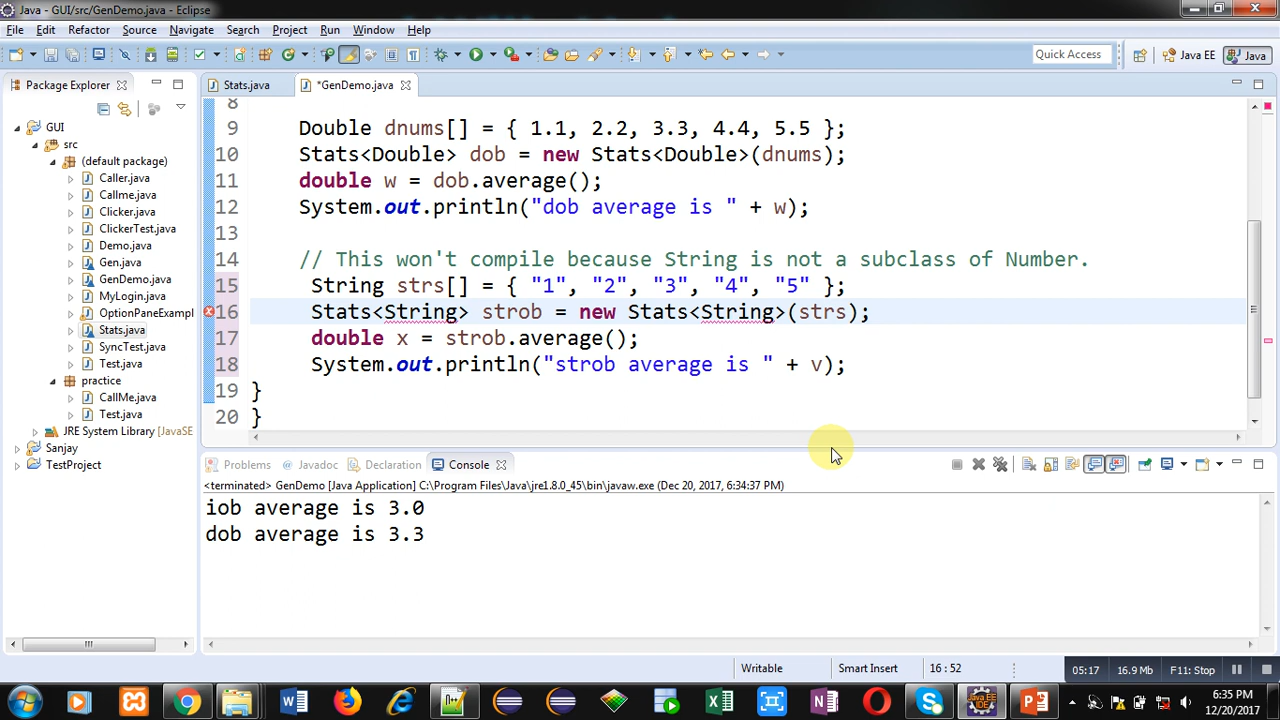 Java - GUI/src/GenDemo.java - Eclipse
File Edit Refactor Source Navigate Search Project Run Window Help
Quick Access Java EE Java
Package Explorer
GUI
src
(default package)
Caller.java
Callme.java
Clicker.java
ClickerTest.java
Demo.java
Gen.java
GenDemo.java
MyLogin.java
OptionPaneExampl
Stats.java
SyncTest.java
Test.java
practice
CallMe.java
Test.java
JRE System Library [JavaSE
Sanjay
TestProject
Stats.java *GenDemo.java
8
9 Double dnums[] = { 1.1, 2.2, 3.3, 4.4, 5.5 };
10 Stats<Double> dob = new Stats<Double>(dnums);
11 double w = dob.average();
12 System.out.println("dob average is " + w);
13
14 // This won't compile because String is not a subclass of Number.
15 String strs[] = { "1", "2", "3", "4", "5" };
16 Stats<String> strob = new Stats<String>(strs);
17 double x = strob.average();
18 System.out.println("strob average is " + v);
19 }
20 }
Problems Javadoc Declaration Console
<terminated> GenDemo [Java Application] C:\Program Files\Java\jre1.8.0_45\bin\javaw.exe (Dec 20, 2017, 6:34:37 PM)
iob average is 3.0
dob average is 3.3
Writable Smart Insert 16 : 52
05:17 16.9 Mb F11: Stop
6:35 PM
12/20/2017